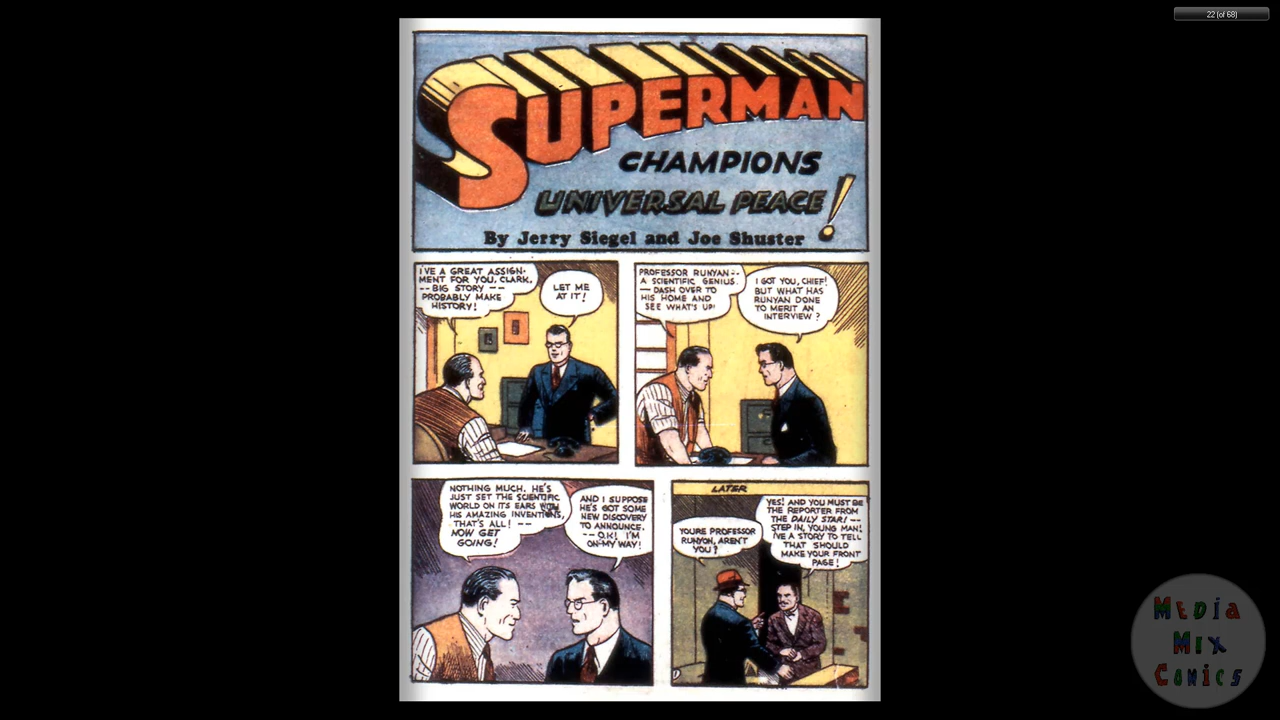 22 (of 68)
SUPERMAN
CHAMPIONS
UNIVERSAL PEACE!
By Jerry Siegel and Joe Shuster
I'VE A GREAT ASSIGN-
MENT FOR YOU, CLARK.
-- BIG STORY --
PROBABLY MAKE
HISTORY!
LET ME
AT IT!
PROFESSOR RUNYAN--
A SCIENTIFIC GENIUS.
— DASH OVER TO
HIS HOME AND
SEE WHAT'S UP!
I GOT YOU, CHIEF!
BUT WHAT HAS
RUNYAN DONE
TO MERIT AN
INTERVIEW?
NOTHING MUCH. HE'S
JUST SET THE SCIENTIFIC
WORLD ON ITS EARS WITH
HIS AMAZING INVENTIONS,
THAT'S ALL! --
NOW GET
GOING!
AND I SUPPOSE
HE'S GOT SOME
NEW DISCOVERY
TO ANNOUNCE.
-- O.K! I'M
ON MY WAY!
LATER
YOU'RE PROFESSOR
RUNYON, AREN'T
YOU?
YES! AND YOU MUST BE
THE REPORTER FROM
THE DAILY STAR! --
STEP IN, YOUNG MAN!
I'VE A STORY TO TELL
THAT SHOULD
MAKE YOUR FRONT
PAGE!
MEDIA
MIX
COMICS